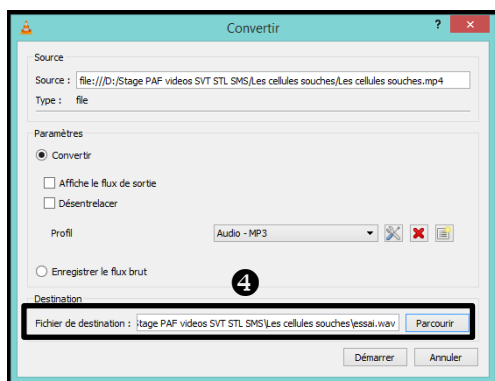 Convertir
Source
Source : file:///D:/Stage PAF videos SVT STL SMS/Les cellules souches/Les cellules souches.mp4
Type : file
Paramètres
Convertir
Affiche le flux de sortie
Désentrelacer
Profil Audio - MP3
Enregistrer le flux brut
4
Destination
Fichier de destination : Stage PAF videos SVT STL SMS\Les cellules souches\essai.wav Parcourir
Démarrer Annuler